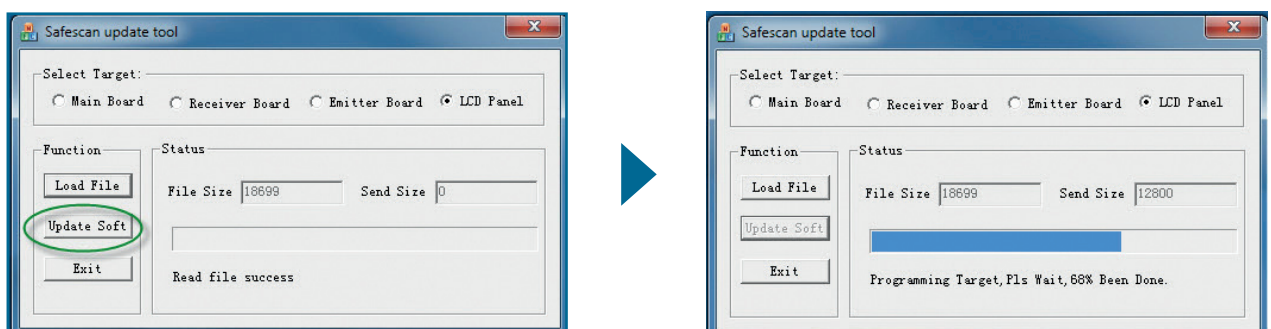 Safescan update tool
Select Target:
Main Board Receiver Board Emitter Board LCD Panel
Function
Load File
Update Soft
Exit
Status
File Size 18699 Send Size 0
Read file success
Safescan update tool
Select Target:
Main Board Receiver Board Emitter Board LCD Panel
Function
Load File
Update Soft
Exit
Status
File Size 18699 Send Size 12800
Programming Target,Pls Wait,68% Been Done.